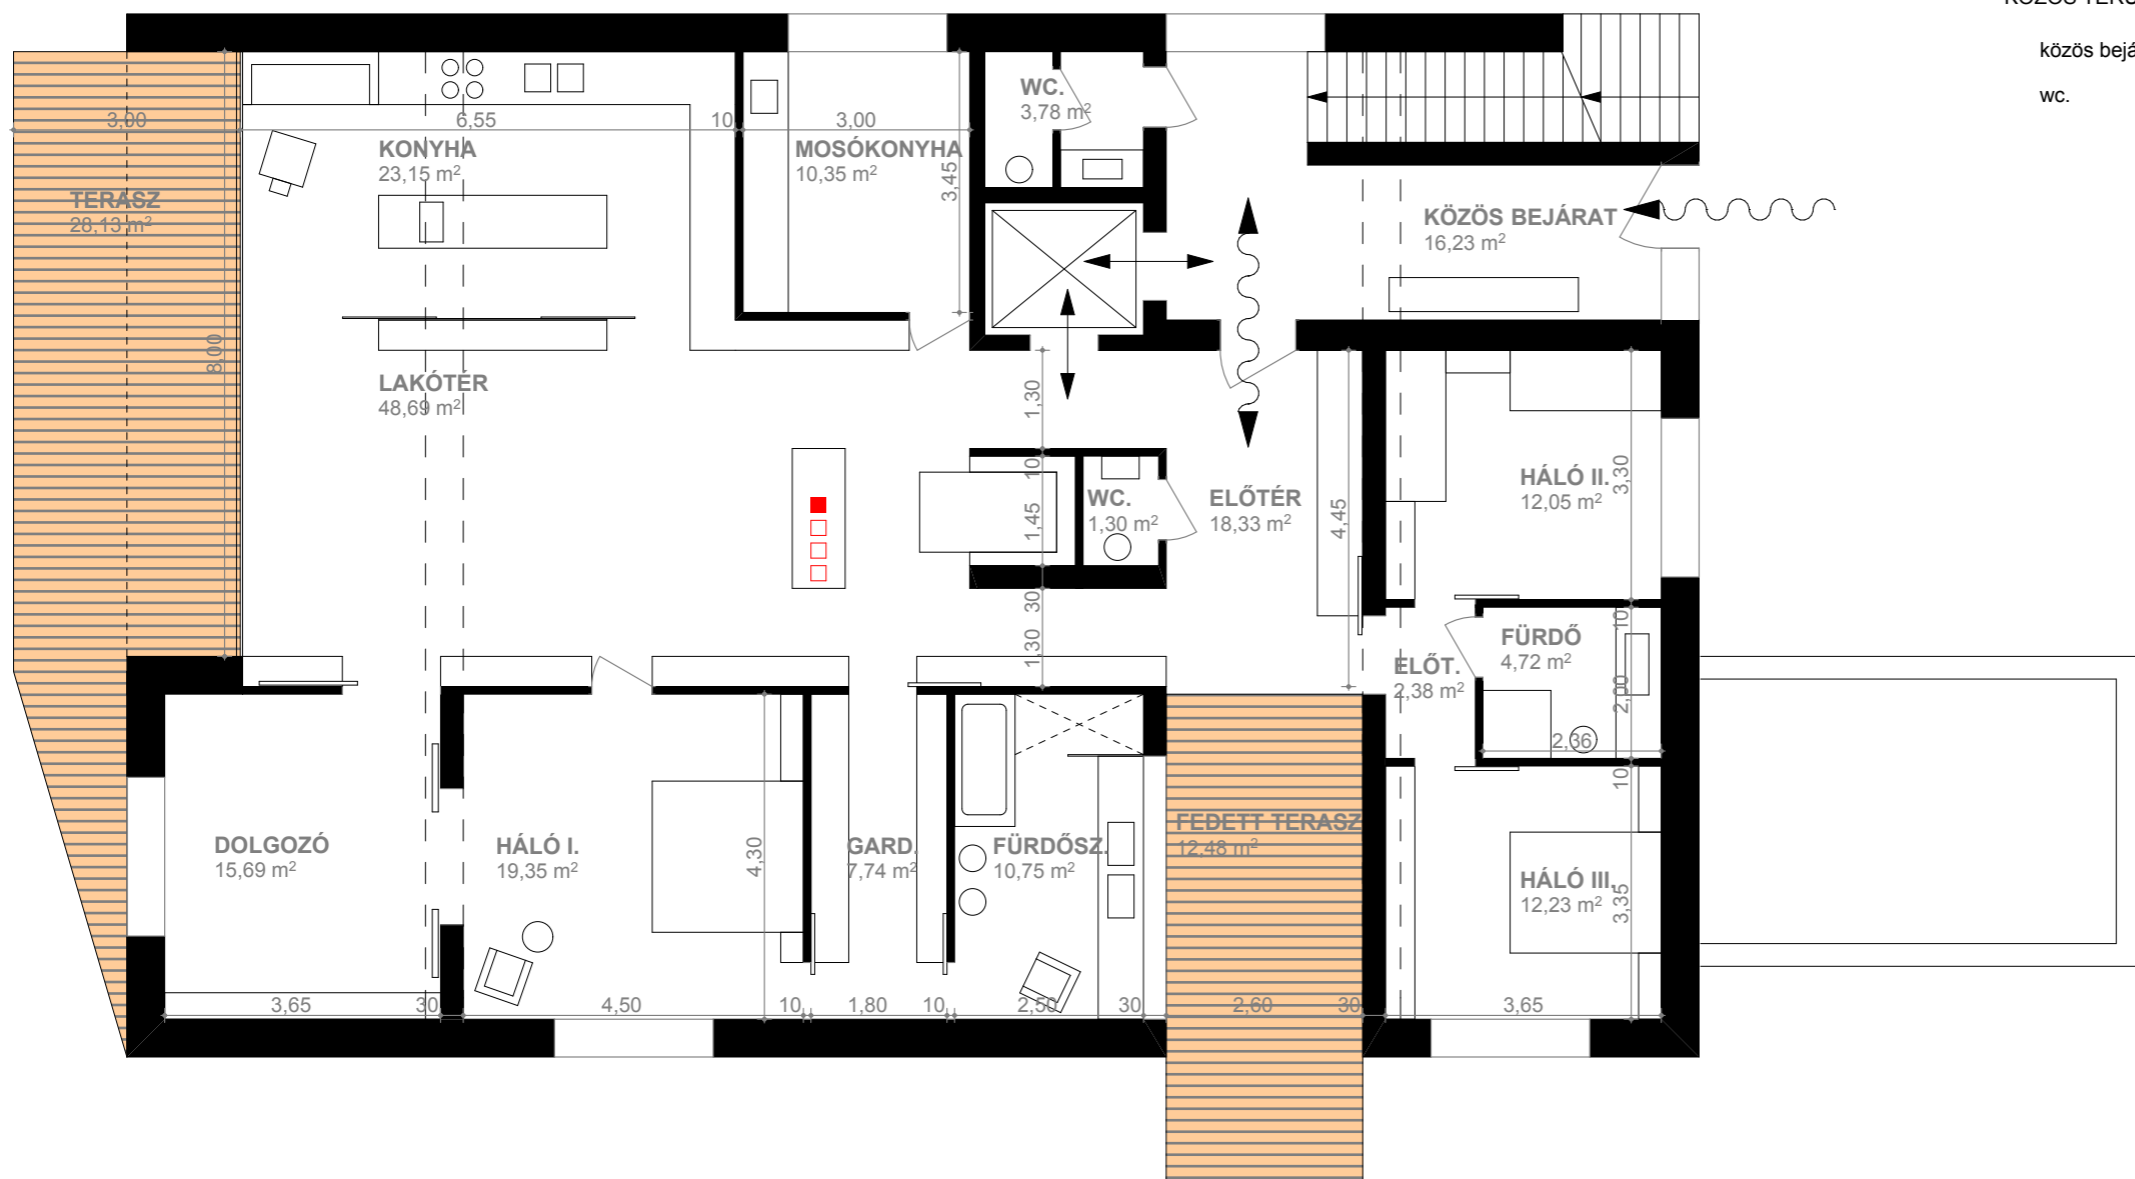 közös bejá
wc.
WC.
3,78 m²
3,00
6,55
10
3,00
KONYHA
23,15 m²
MOSÓKONYHA
10,35 m²
3,45
TERASZ
28,13 m²
KÖZÖS BEJÁRAT
16,23 m²
8,00
LAKÓTÉR
48,69 m²
1,30
10
1,45
30
1,30
WC.
1,30 m²
ELŐTÉR
18,33 m²
4,45
HÁLÓ II.
12,05 m²
3,30
10
FÜRDŐ
4,72 m²
ELŐT.
2,38 m²
2,00
2,36
10
DOLGOZÓ
15,69 m²
HÁLÓ I.
19,35 m²
4,30
GARD.
7,74 m²
FÜRDŐSZ.
10,75 m²
FEDETT TERASZ
12,48 m²
HÁLÓ III.
12,23 m²
3,35
3,65
30
4,50
10
1,80
10
2,50
30
2,60
30
3,65